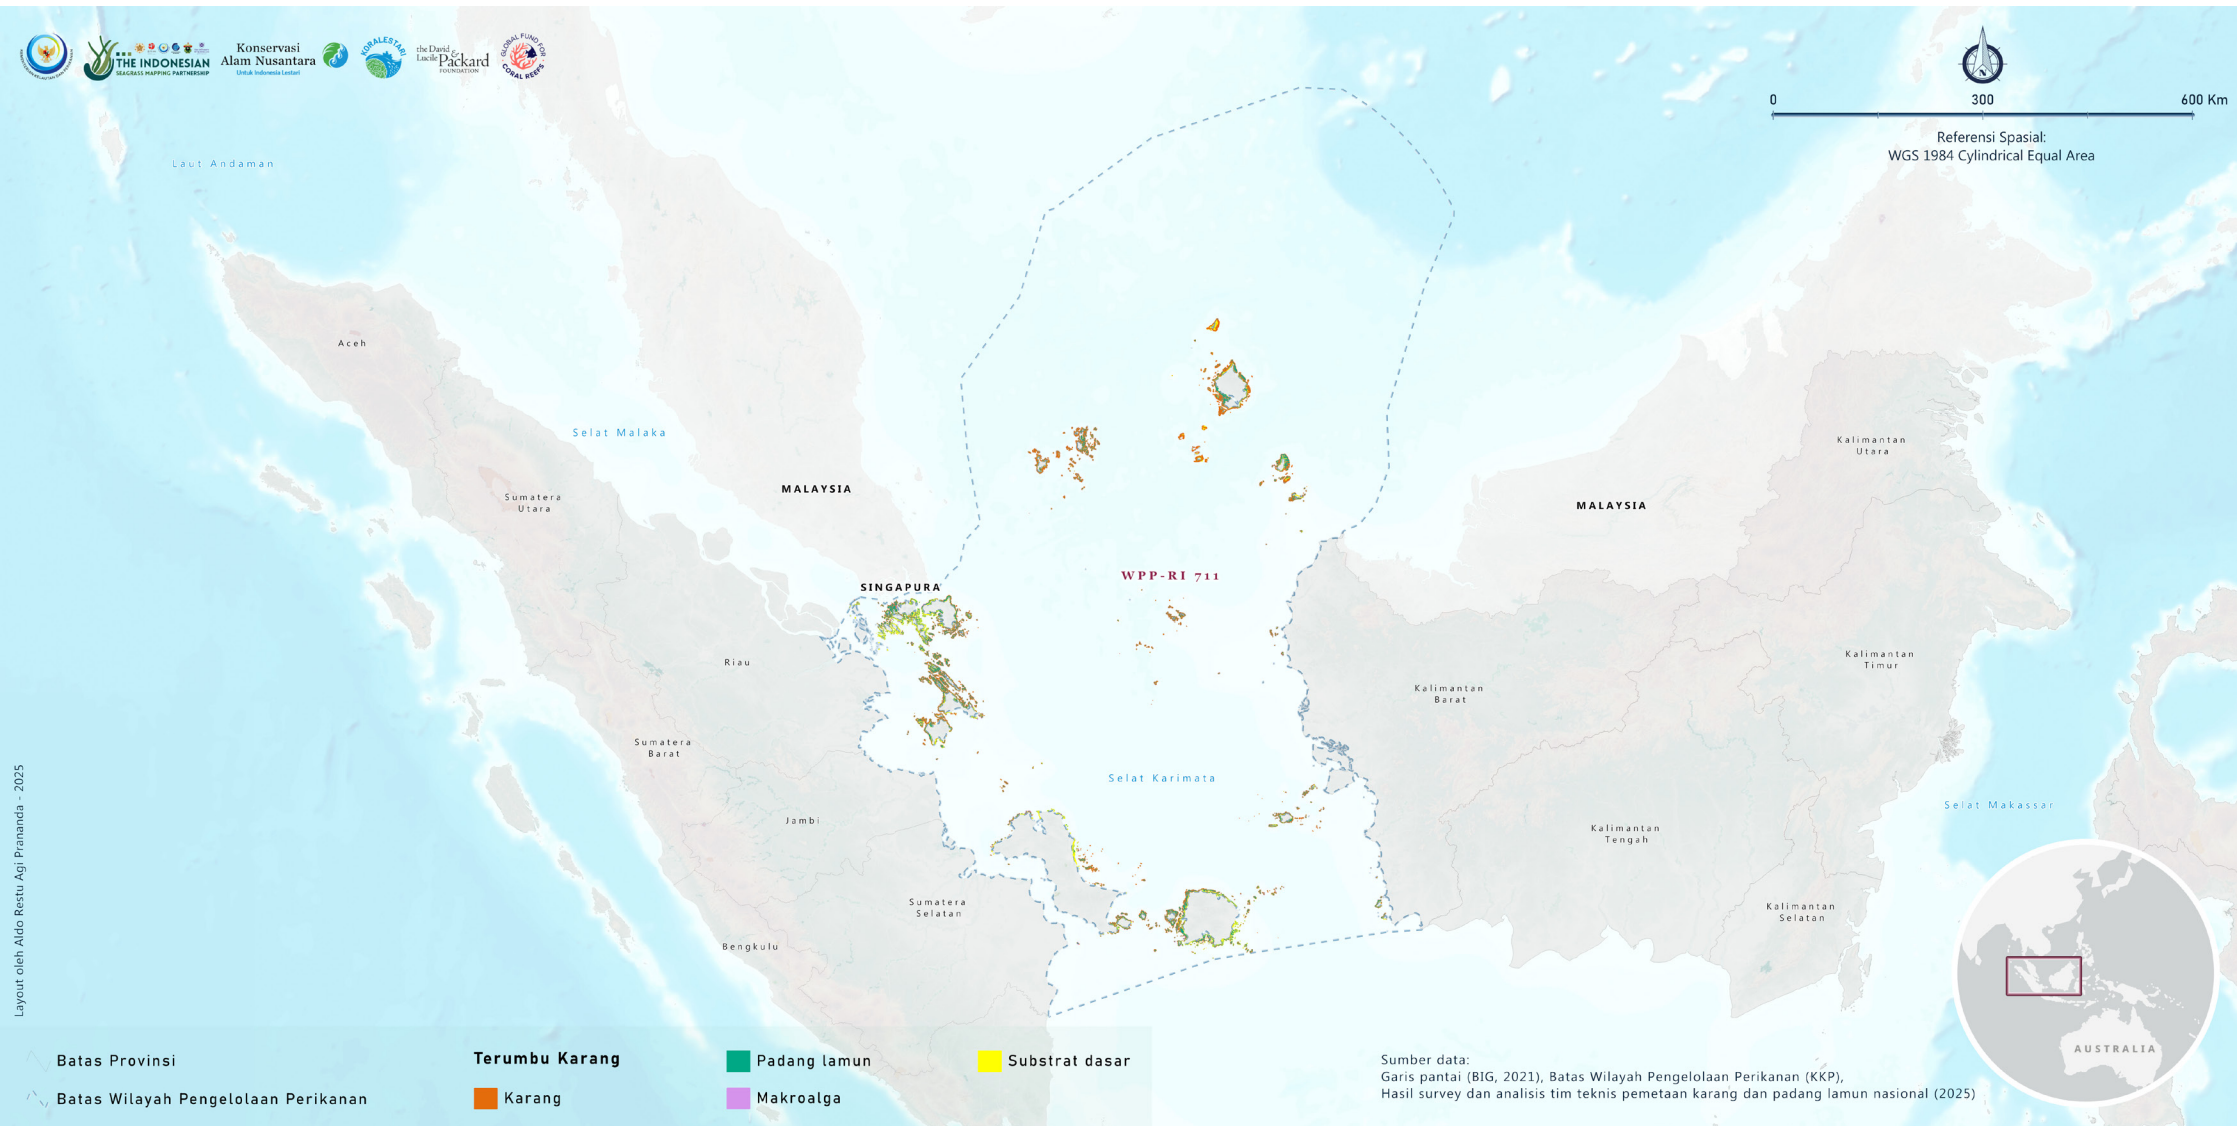 KEMENTERIAN KELAUTAN DAN PERIKANAN
THE INDONESIAN
SEAGRASS MAPPING PARTNERSHIP
Konservasi
Alam Nusantara
Untuk Indonesia Lestari
KORALESTARI
the David &
Lucile Packard
FOUNDATION
GLOBAL FUND FOR
CORAL REEFS
N
0 300 600 Km
Referensi Spasial:
WGS 1984 Cylindrical Equal Area
Laut Andaman
Aceh
Selat Malaka
Kalimantan
Utara
MALAYSIA
Sumatera
Utara
MALAYSIA
WPP-RI 711
SINGAPURA
Riau
Kalimantan
Timur
Kalimantan
Barat
Sumatera
Barat
Selat Karimata
Selat Makassar
Jambi
Kalimantan
Tengah
Sumatera
Selatan
Kalimantan
Selatan
Bengkulu
Layout oleh Aldo Restu Agi Prananda - 2025
AUSTRALIA
Batas Provinsi
Batas Wilayah Pengelolaan Perikanan
Terumbu Karang
Karang
Padang lamun
Makroalga
Substrat dasar
Sumber data:
Garis pantai (BIG, 2021), Batas Wilayah Pengelolaan Perikanan (KKP),
Hasil survey dan analisis tim teknis pemetaan karang dan padang lamun nasional (2025)